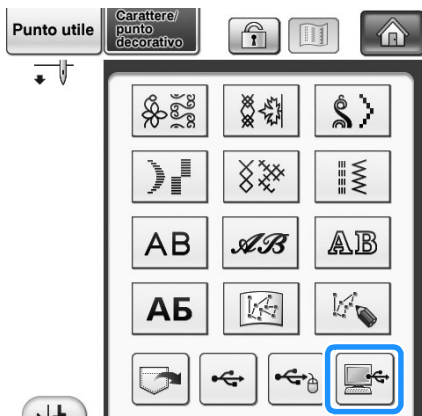 Punto utile
Carattere/
punto
decorativo
AB
AB
AB
АБ